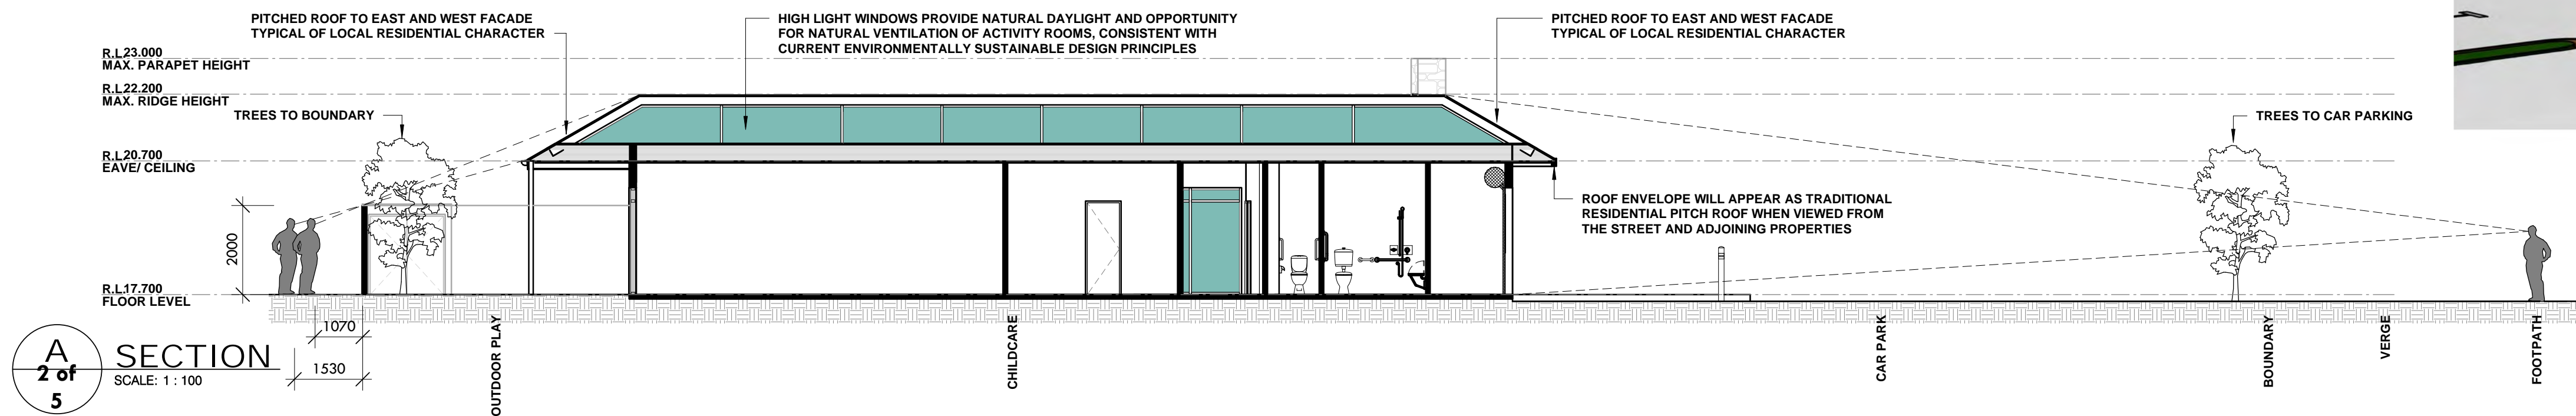 PITCHED ROOF TO EAST AND WEST FACADE
TYPICAL OF LOCAL RESIDENTIAL CHARACTER
HIGH LIGHT WINDOWS PROVIDE NATURAL DAYLIGHT AND OPPORTUNITY
FOR NATURAL VENTILATION OF ACTIVITY ROOMS, CONSISTENT WITH
CURRENT ENVIRONMENTALLY SUSTAINABLE DESIGN PRINCIPLES
PITCHED ROOF TO EAST AND WEST FACADE
TYPICAL OF LOCAL RESIDENTIAL CHARACTER
R.L23.000
MAX. PARAPET HEIGHT
R.L22.200
MAX. RIDGE HEIGHT
TREES TO BOUNDARY
TREES TO CAR PARKING
R.L20.700
EAVE/ CEILING
ROOF ENVELOPE WILL APPEAR AS TRADITIONAL
RESIDENTIAL PITCH ROOF WHEN VIEWED FROM
THE STREET AND ADJOINING PROPERTIES
2000
R.L17.700
FLOOR LEVEL
1070
1530
OUTDOOR PLAY
CHILDCARE
CAR PARK
BOUNDARY
VERGE
FOOTPATH
A
2 of
5
SECTION
SCALE: 1 : 100